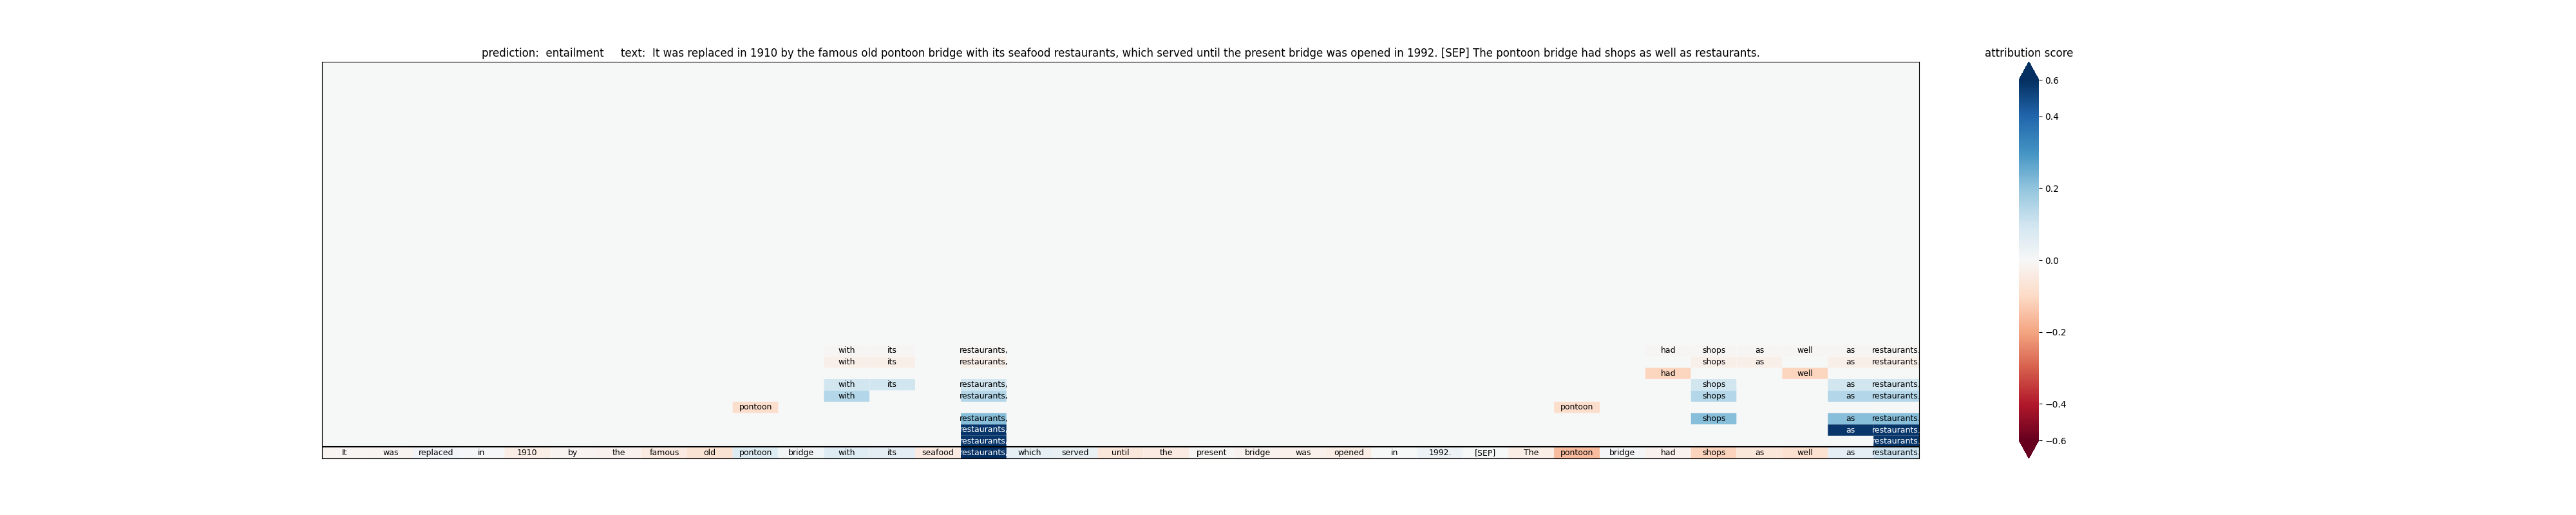 prediction: entailment text: It was replaced in 1910 by the famous old pontoon bridge with its seafood restaurants, which served until the present bridge was opened in 1992. [SEP] The pontoon bridge had shops as well as restaurants.
attribution score
0.6
0.4
0.2
0.0
−0.2
−0.4
−0.6
with its restaurants, had shops as well as restaurants.
with its restaurants, shops as as restaurants.
had well
with its restaurants, shops as restaurants.
with restaurants, shops as restaurants.
pontoon pontoon
restaurants, shops as restaurants.
restaurants, as restaurants.
restaurants, restaurants.
It was replaced in 1910 by the famous old pontoon bridge with its seafood restaurants, which served until the present bridge was opened in 1992. [SEP] The pontoon bridge had shops as well as restaurants.